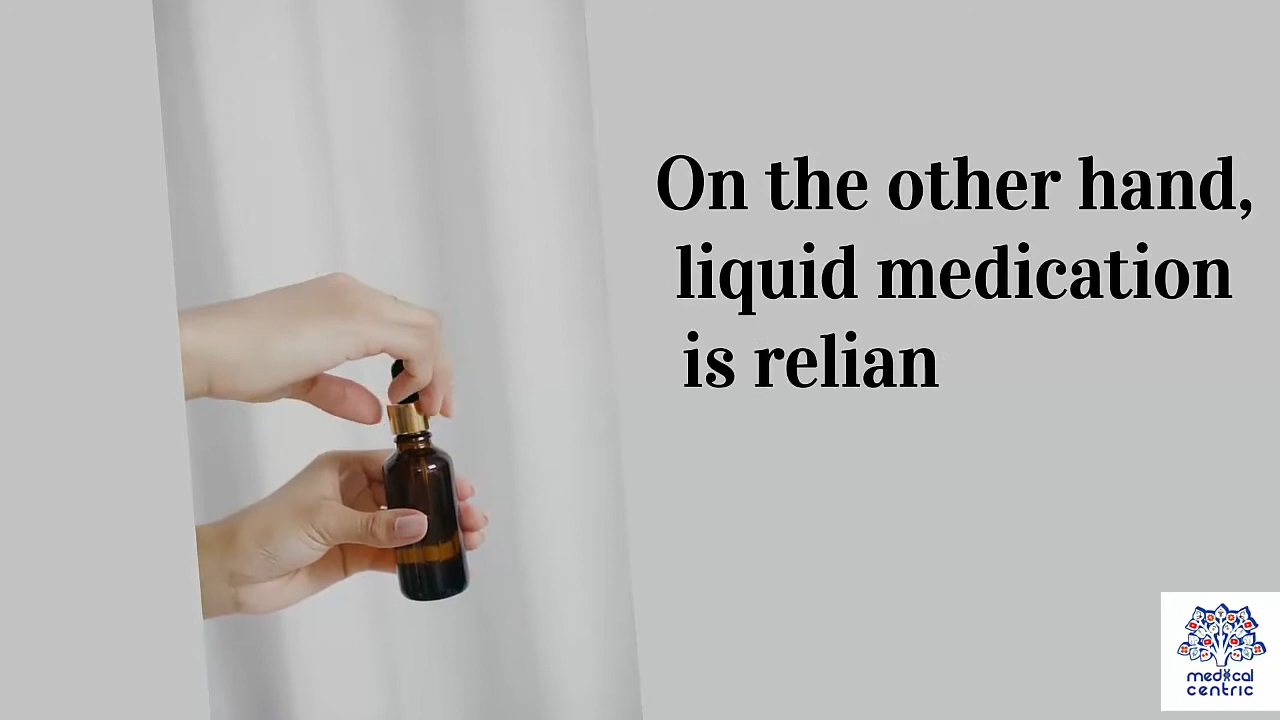 On the other hand,
liquid medication
is relian
medical
centric